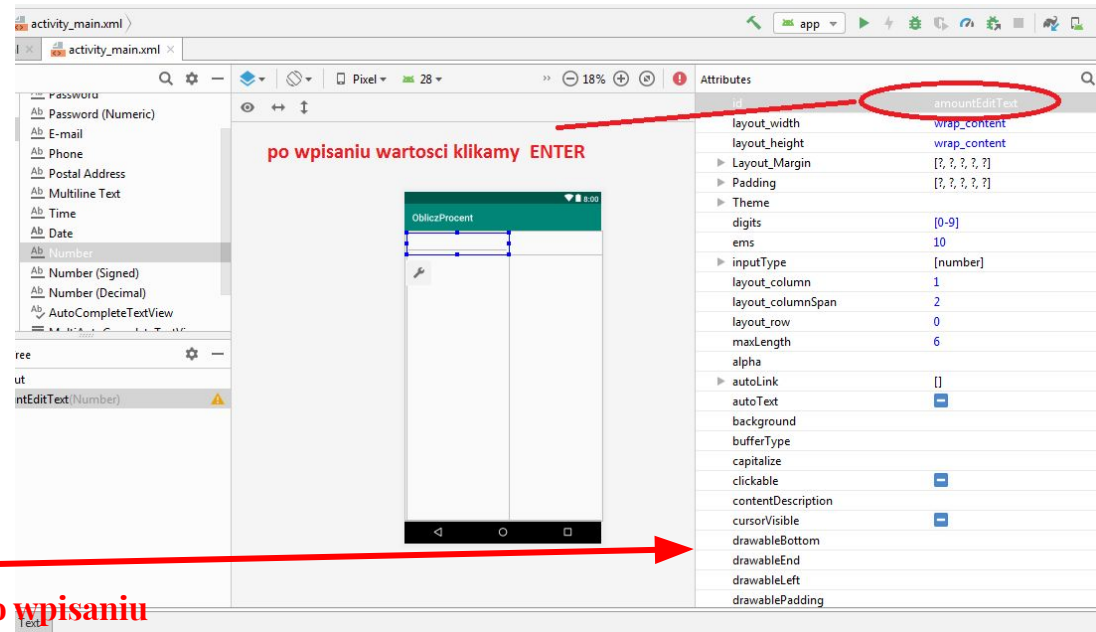 activity_main.xml
app
activity_main.xml
Password
Password (Numeric)
E-mail
Phone
Postal Address
Multiline Text
Time
Date
Number
Number (Signed)
Number (Decimal)
AutoCompleteTextView
ree
ut
ntEditText(Number)
Pixel
28
18%
po wpisaniu wartosci klikamy ENTER
8:00
ObliczProcent
Attributes
id amountEditText
layout_width wrap_content
layout_height wrap_content
Layout_Margin [?, ?, ?, ?, ?]
Padding [?, ?, ?, ?, ?]
Theme
digits [0-9]
ems 10
inputType [number]
layout_column 1
layout_columnSpan 2
layout_row 0
maxLength 6
alpha
autoLink []
autoText
background
bufferType
capitalize
clickable
contentDescription
cursorVisible
drawableBottom
drawableEnd
drawableLeft
drawablePadding
o wpisaniu
Text